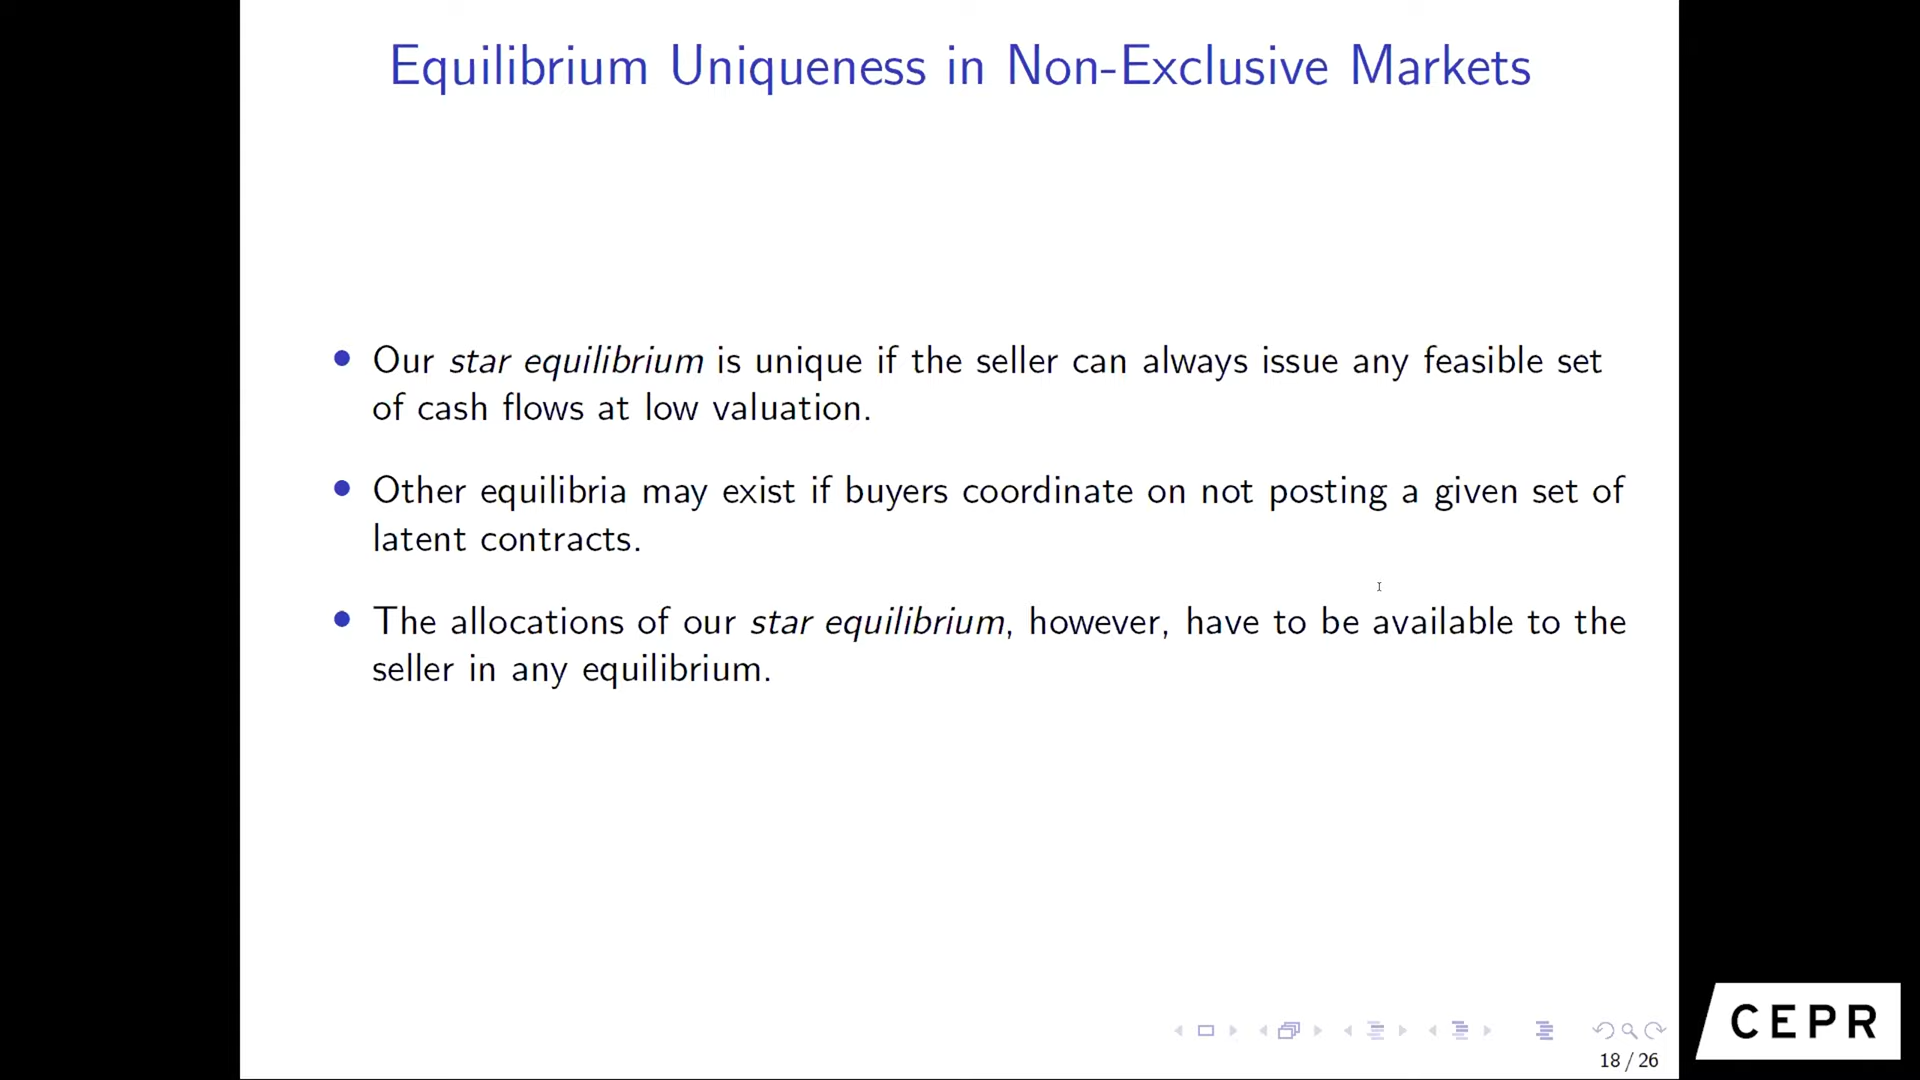 Equilibrium Uniqueness in Non-Exclusive Markets
• Our star equilibrium is unique if the seller can always issue any feasible set
of cash flows at low valuation.
• Other equilibria may exist if buyers coordinate on not posting a given set of
latent contracts.
• The allocations of our star equilibrium, however, have to be available to the
seller in any equilibrium.
18 / 26
CEPR